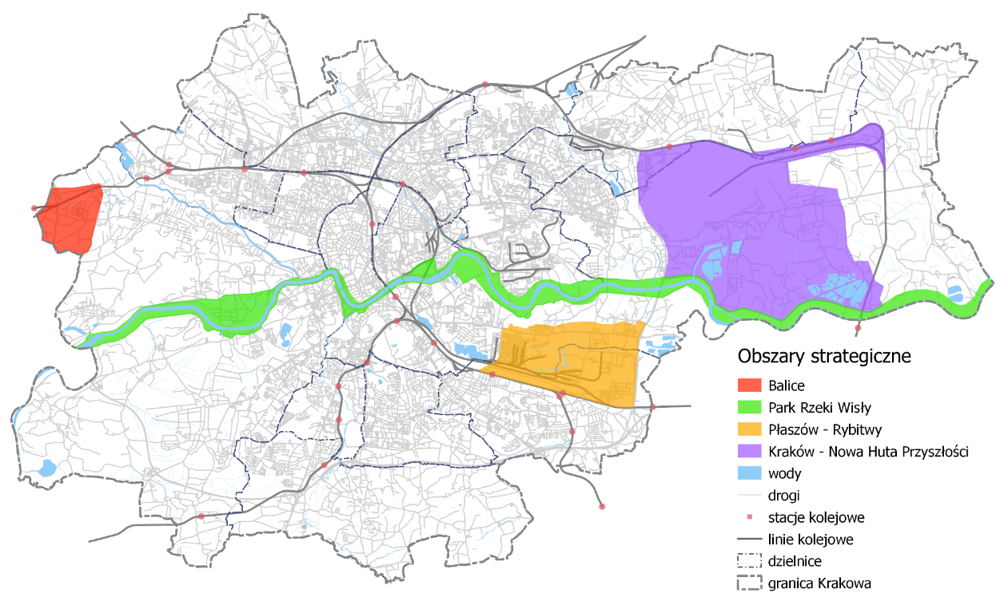 Obszary strategiczne
Balice
Park Rzeki Wisły
Płaszów - Rybitwy
Kraków - Nowa Huta Przyszłości
wody
drogi
stacje kolejowe
linie kolejowe
dzielnice
granica Krakowa